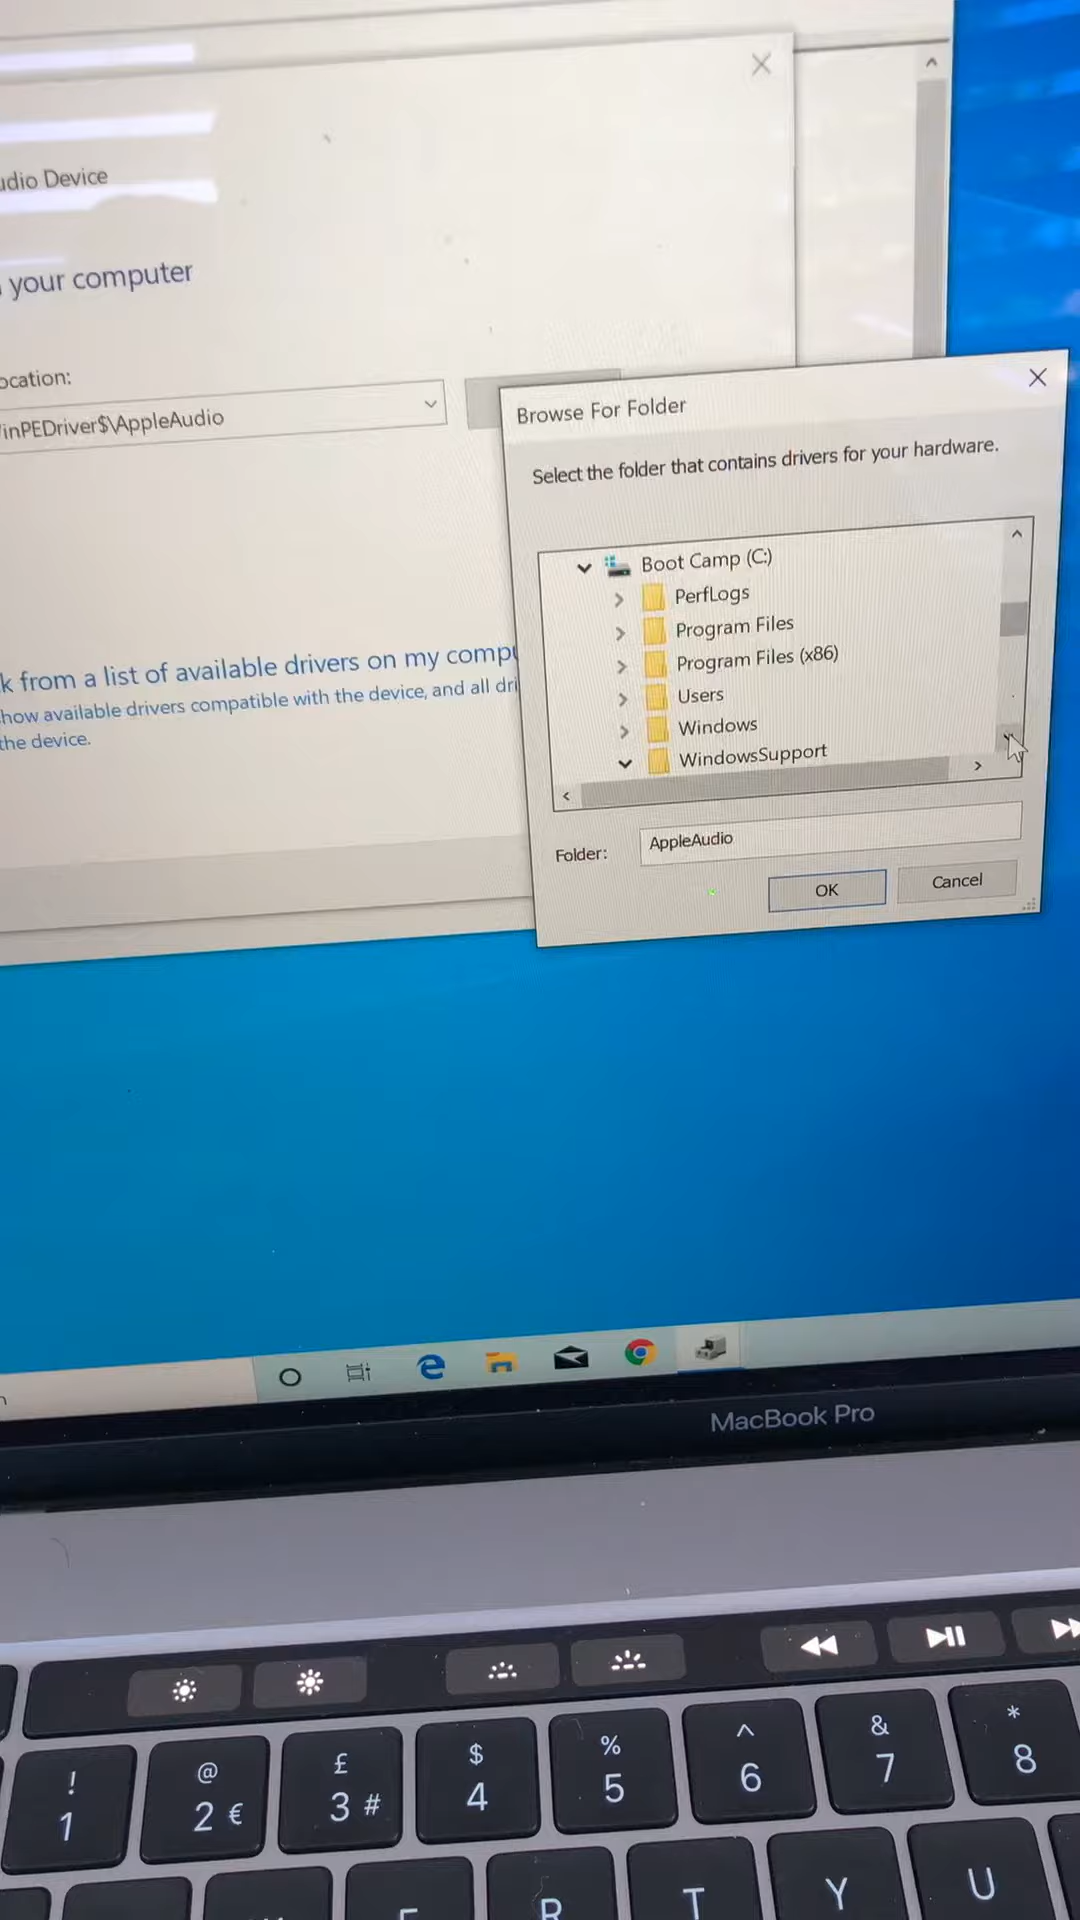 udio Device
your computer
ocation:
inPEDriver$\AppleAudio
Browse For Folder
Select the folder that contains drivers for your hardware.
Boot Camp (C:)
PerfLogs
Program Files
Program Files (x86)
Users
Windows
WindowsSupport
Folder: AppleAudio
OK Cancel
k from a list of available drivers on my compu
how available drivers compatible with the device, and all dri
the device.
MacBook Pro
! @ £ $ % ^ & *
1 2 € 3 # 4 5 6 7 8
R T Y U